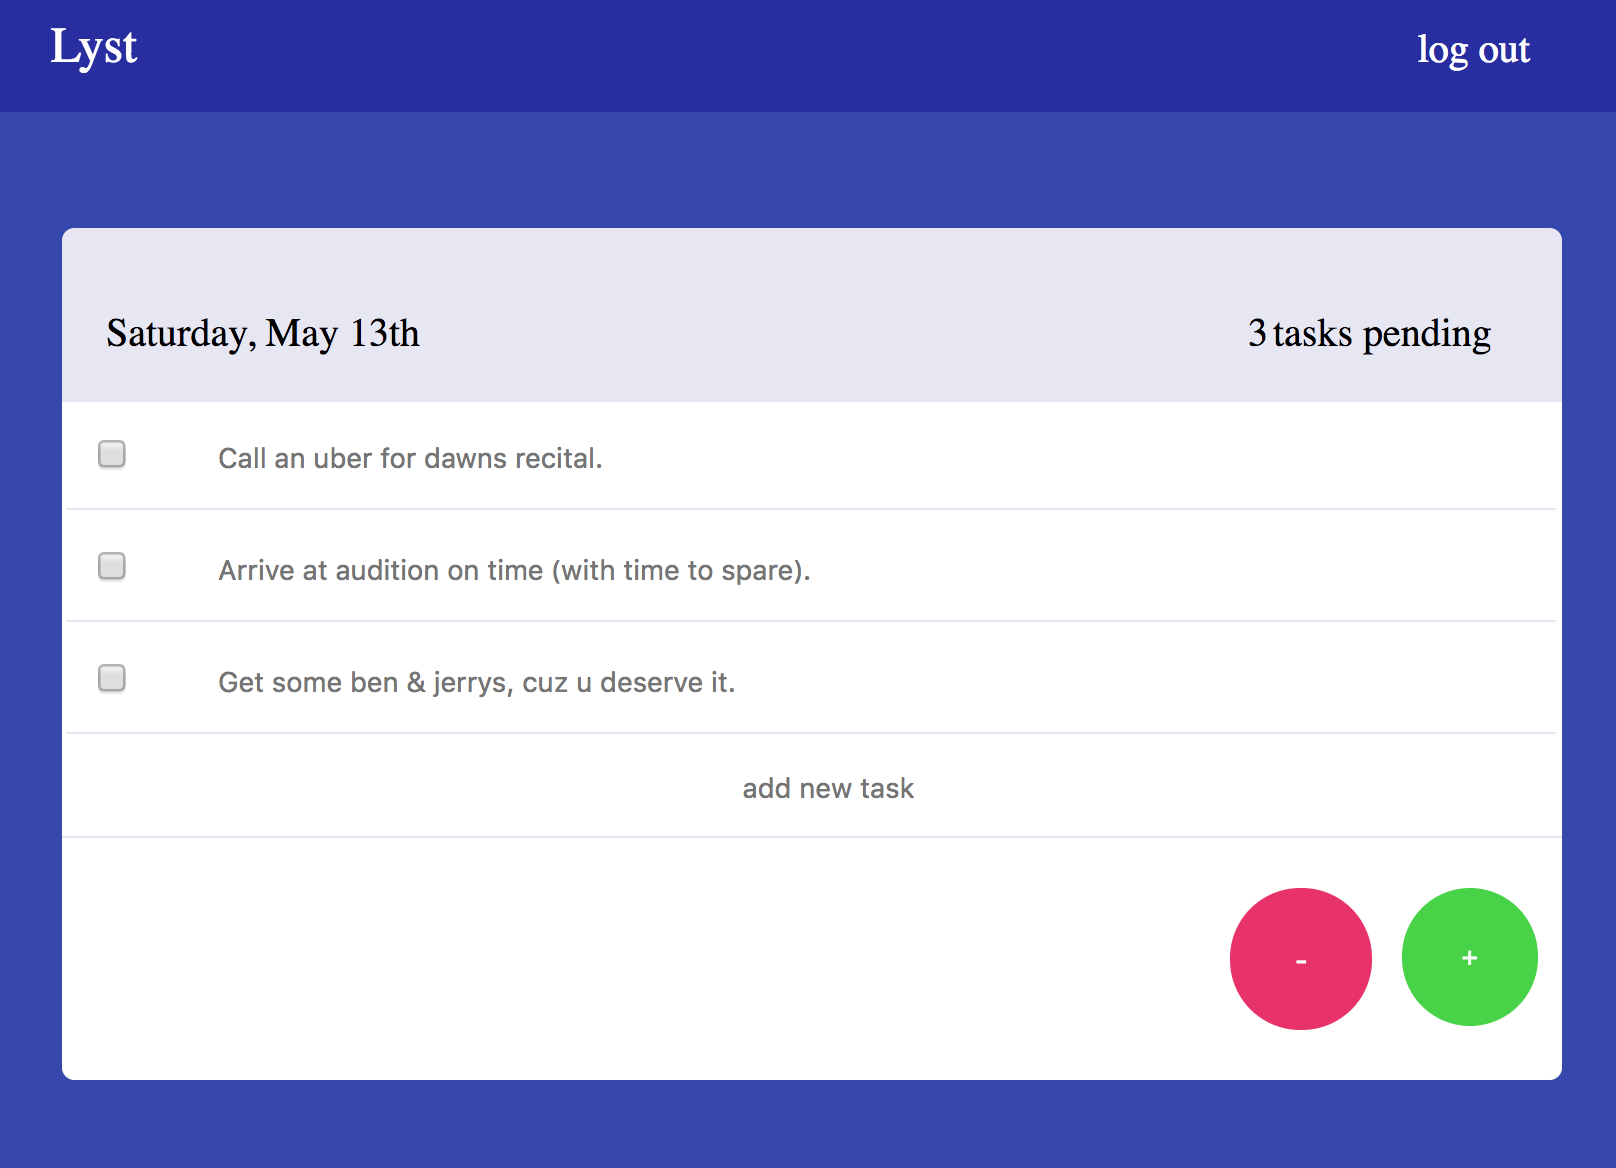 Lyst
log out
Saturday, May 13th
3 tasks pending
Call an uber for dawns recital.
Arrive at audition on time (with time to spare).
Get some ben & jerrys, cuz u deserve it.
add new task
-
+